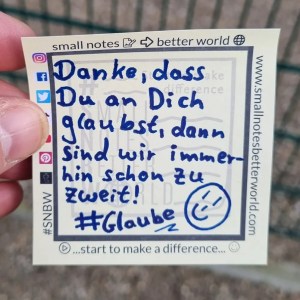 small notes → better world
Danke, dass
Du an Dich
glaubst, dann
sind wir immer-
hin schon zu
zweit!
#Glaube
...start to make a difference...
#SNBW
www.smallnotesbetterworld.com